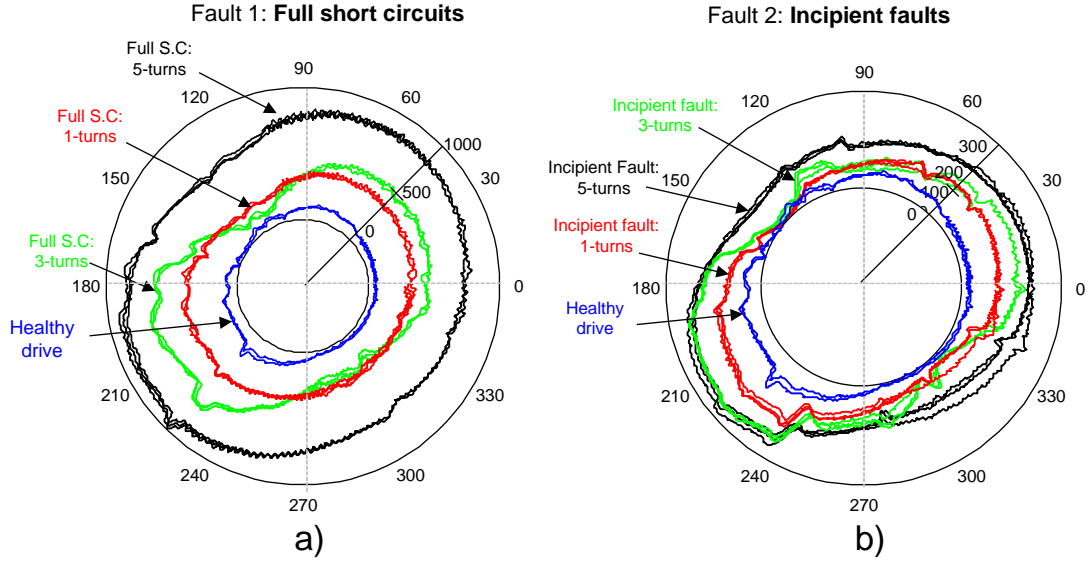 Fault 1: Full short circuits
Full S.C:
5-turns
Full S.C:
1-turns
Full S.C:
3-turns
Healthy
drive
90
60
30
0
330
300
270
240
210
180
150
120
1000
500
0
a)
Fault 2: Incipient faults
Incipient fault:
3-turns
Incipient Fault:
5-turns
Incipient fault:
1-turns
Healthy
drive
90
60
30
0
330
300
270
240
210
180
150
120
300
200
100
0
b)